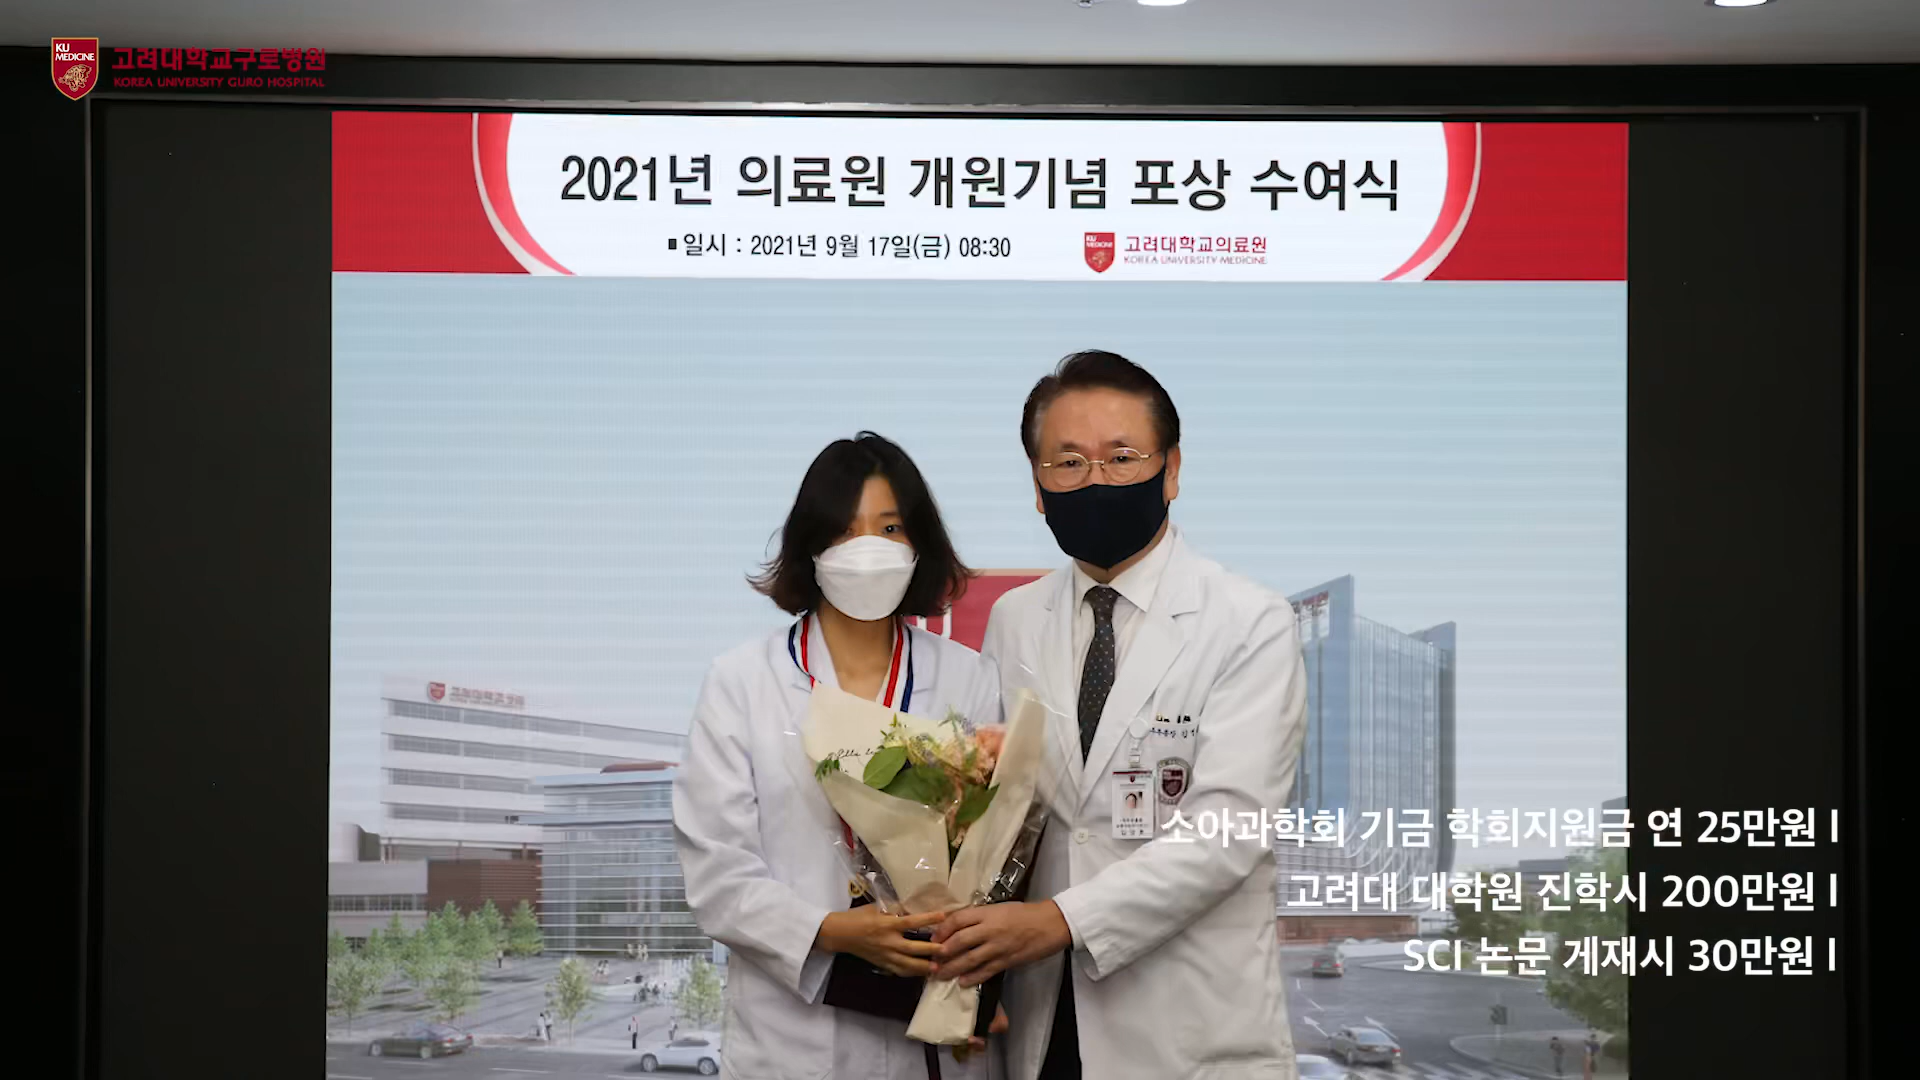 KU
MEDICINE
고려대학교구로병원
KOREA UNIVERSITY GURO HOSPITAL
2021년 의료원 개원기념 포상 수여식
■일시 : 2021년 9월 17일(금) 08:30
KU
MEDICINE
고려대학교의료원
KOREA UNIVERSITY MEDICINE
소아과학회 기금 학회지원금 연 25만원 |
고려대 대학원 진학시 200만원 |
SCI 논문 게재시 30만원 |